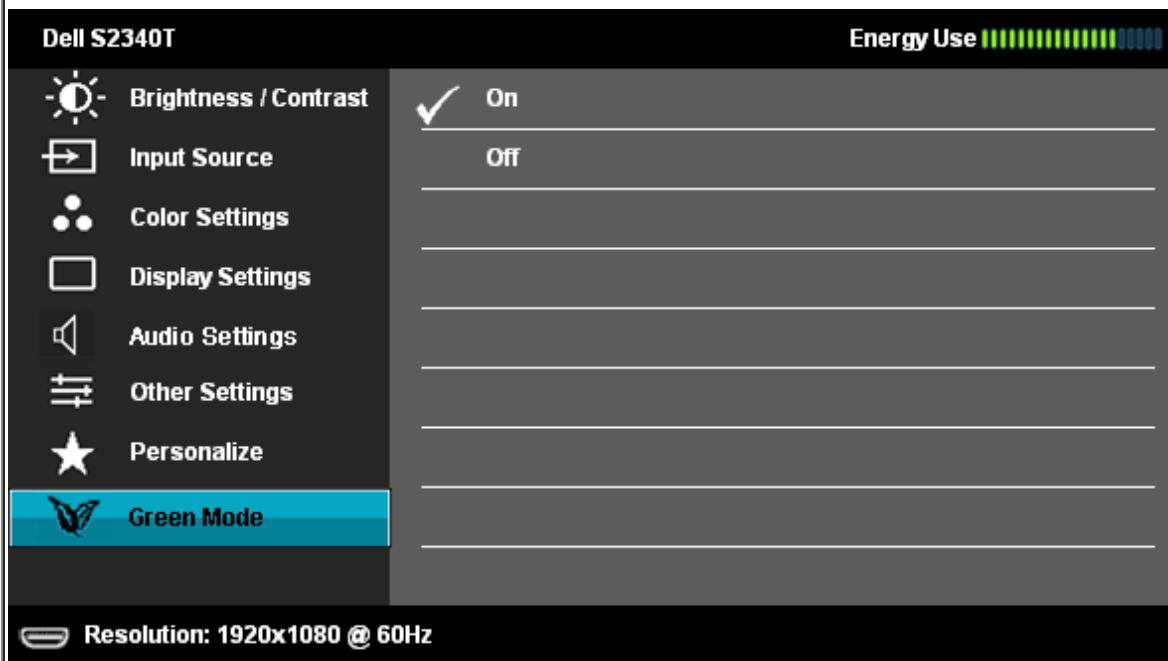 Dell S2340T
Energy Use
Brightness / Contrast
On
Input Source
Off
Color Settings
Display Settings
Audio Settings
Other Settings
Personalize
Green Mode
Resolution: 1920x1080 @ 60Hz